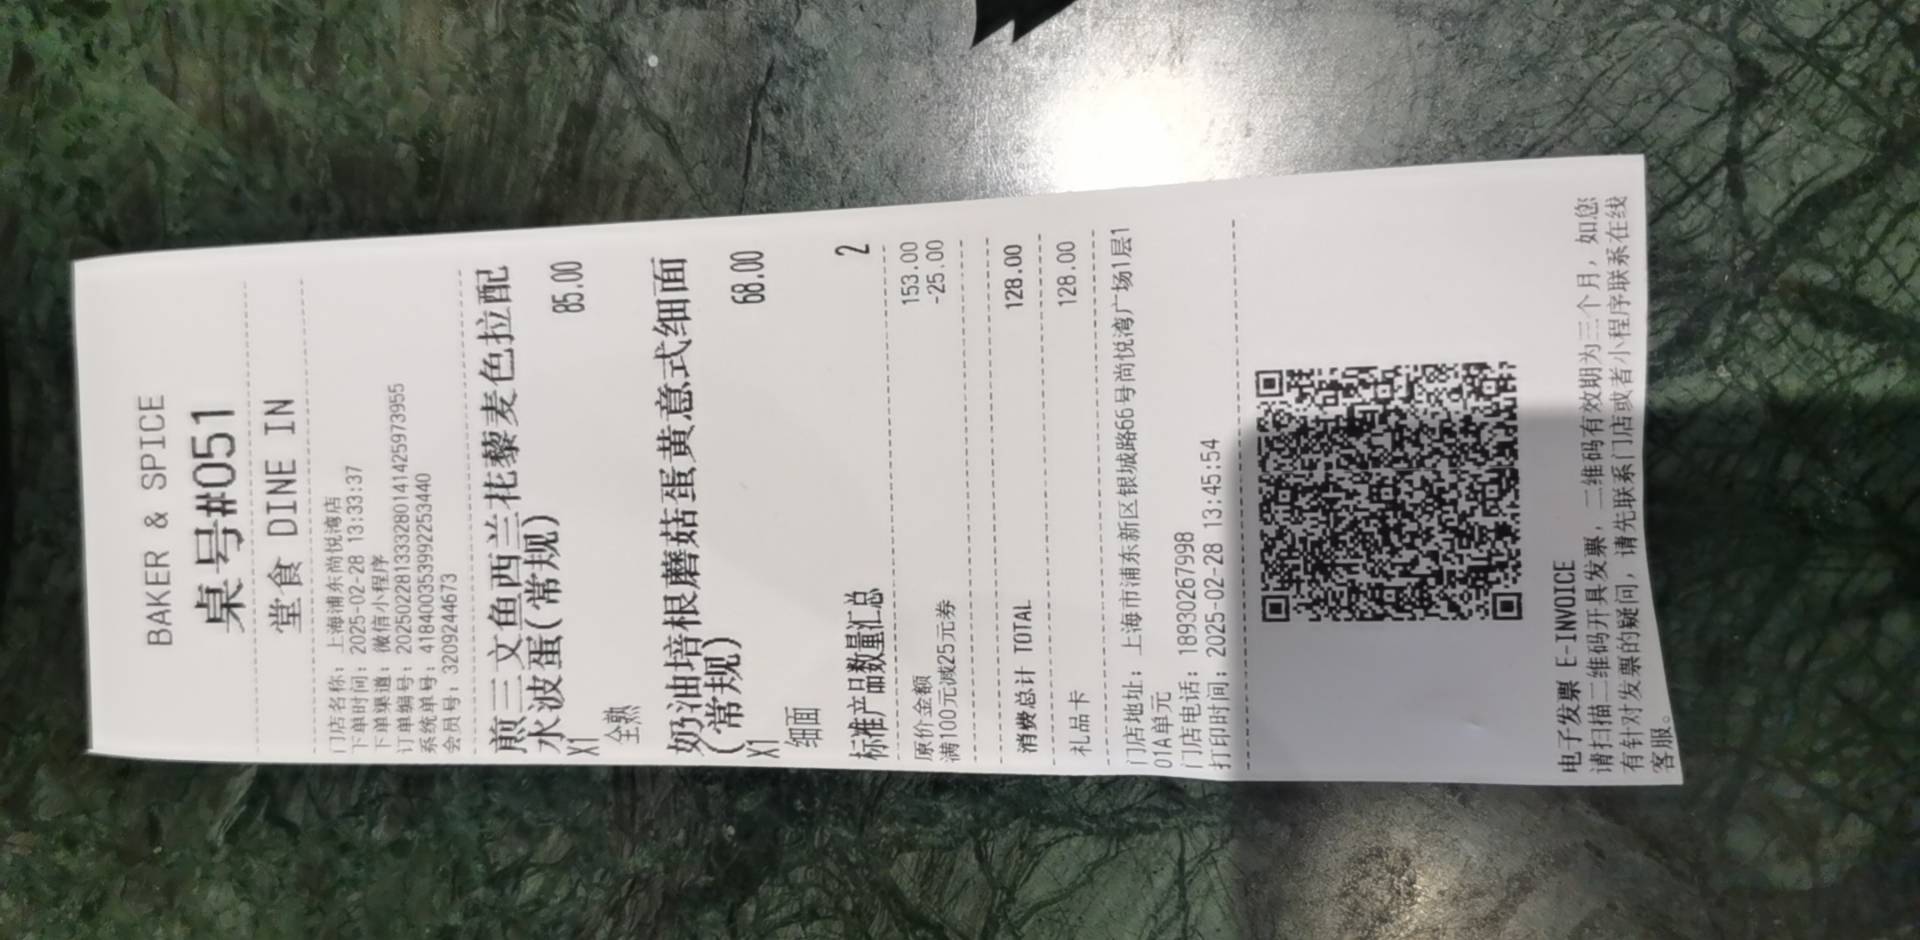 BAKER & SPICE
桌号#051
堂食 DINE IN
门店名称: 上海浦东尚悦湾店
下单时间: 2025-02-28 13:33:37
下单渠道: 微信小程序
订单编号: 2025022813332801414259739​55
系统单号: 4184003539922534​40
会员号: 3209244673
煎三文鱼西兰花藜麦色拉配
水波蛋(常规)
X1 85.00
全熟
奶油培根蘑菇蛋黄意式细面
(常规)
X1 68.00
细面
标准产品数量汇总 2
原价金额 153.00
满100元减25元券 -25.00
消费总计 TOTAL 128.00
礼品卡 128.00
门店地址: 上海市浦东新区银城路66号尚悦湾广场1层1
01A单元
门店电话: 18930267998
打印时间: 2025-02-28 13:45:54
电子发票 E-INVOICE
请扫描二维码开具发票, 二维码有效期为三个月, 如您
有针对发票的疑问, 请先联系门店或者小程序联系在线
客服。